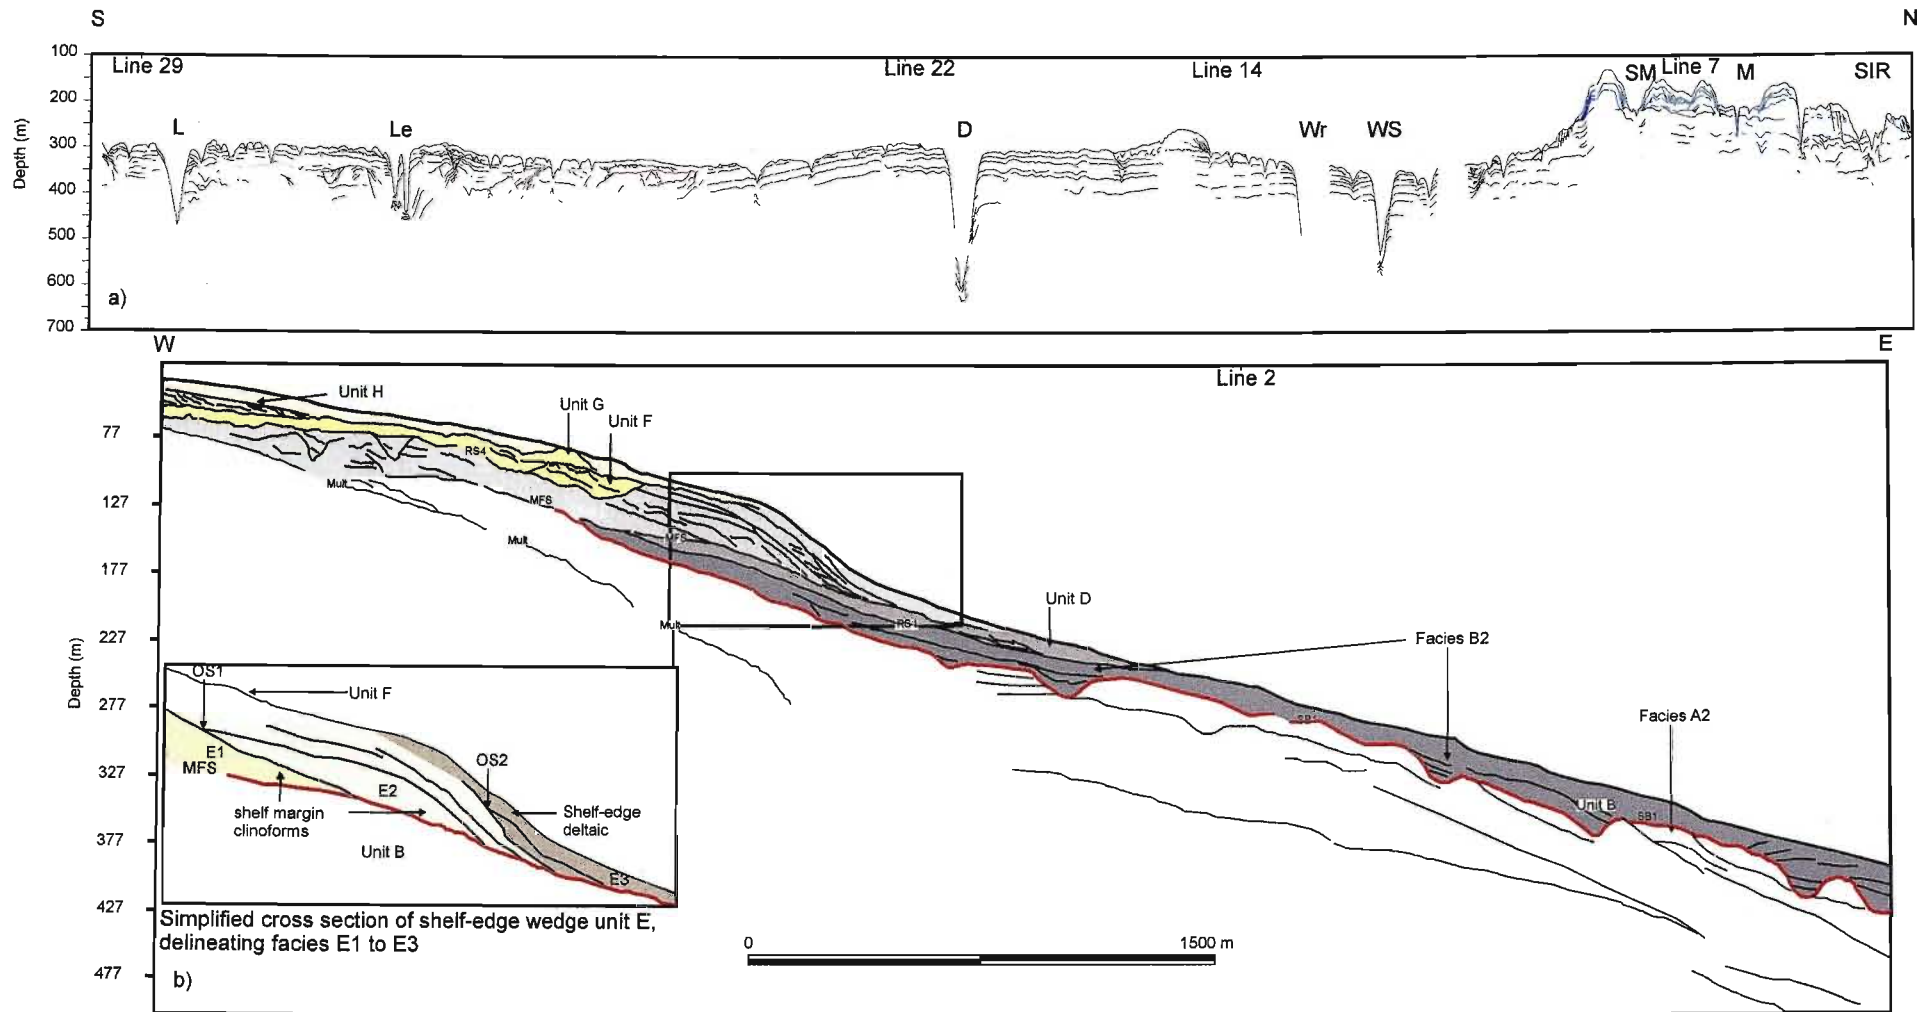 S N
100
Line 29 Line 22 Line 14 SM Line 7 M SIR
200
L Le D Wr WS
300
Depth (m)
400
500
600
a)
700
W E
Line 2
Unit H
Unit G
Unit F
77
RS4
Mult
MFS
127
Mult
MFS
177
Unit D
RS1
Mult
227
Facies B2
Depth (m)
OS1
Unit F
277
SB1
Facies A2
E1
OS2
MFS
327
E2
Unit B
shelf margin
clinoforms
Shelf-edge
deltaic
SB1
377
Unit B
E3
427
Simplified cross section of shelf-edge wedge unit E,
delineating facies E1 to E3
0 1500 m
477
b)